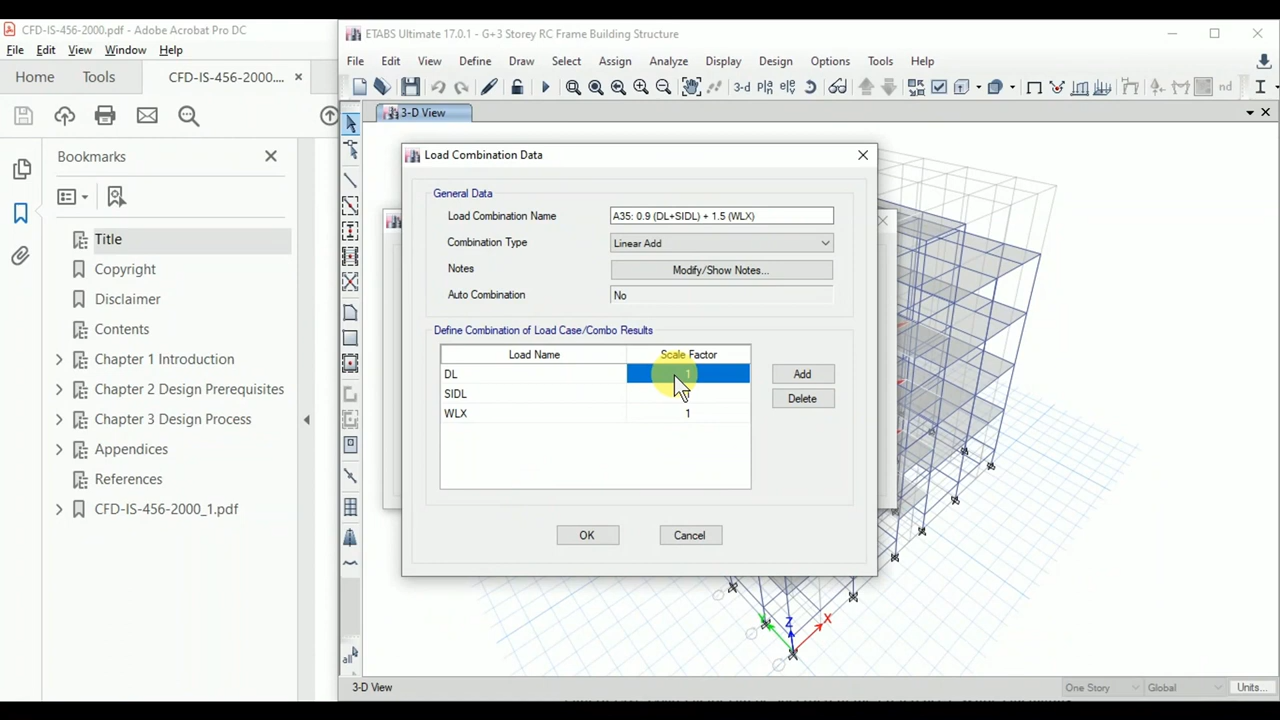 CFD-IS-456-2000.pdf - Adobe Acrobat Pro DC
File Edit View Window Help
Home Tools CFD-IS-456-2000....
Bookmarks
Title
Copyright
Disclaimer
Contents
Chapter 1 Introduction
Chapter 2 Design Prerequisites
Chapter 3 Design Process
Appendices
References
CFD-IS-456-2000_1.pdf
ETABS Ultimate 17.0.1 - G+3 Storey RC Frame Building Structure
File Edit View Define Draw Select Assign Analyze Display Design Options Tools Help
3-d nd
3-D View
Load Combination Data
General Data
Load Combination Name A35: 0.9 (DL+SIDL) + 1.5 (WLX)
Combination Type Linear Add
Notes Modify/Show Notes...
Auto Combination No
Define Combination of Load Case/Combo Results
Load Name Scale Factor
DL 1
SIDL
WLX 1
Add
Delete
OK Cancel
Z X
all
3-D View One Story Global Units...